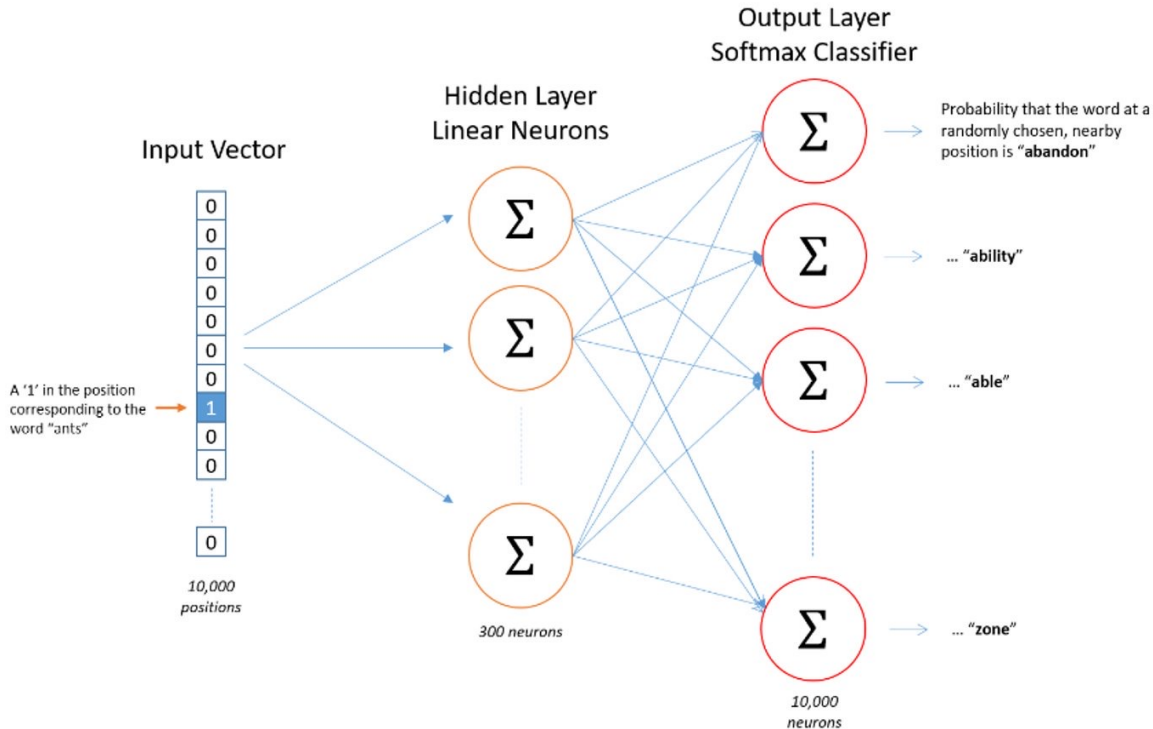 Input Vector
0
0
0
0
0
0
0
1
0
0
0
A '1' in the position
corresponding to the
word "ants"
10,000
positions
Hidden Layer
Linear Neurons
Σ
Σ
Σ
300 neurons
Output Layer
Softmax Classifier
Σ
Σ
Σ
Σ
10,000
neurons
Probability that the word at a
randomly chosen, nearby
position is "abandon"
... "ability"
... "able"
... "zone"